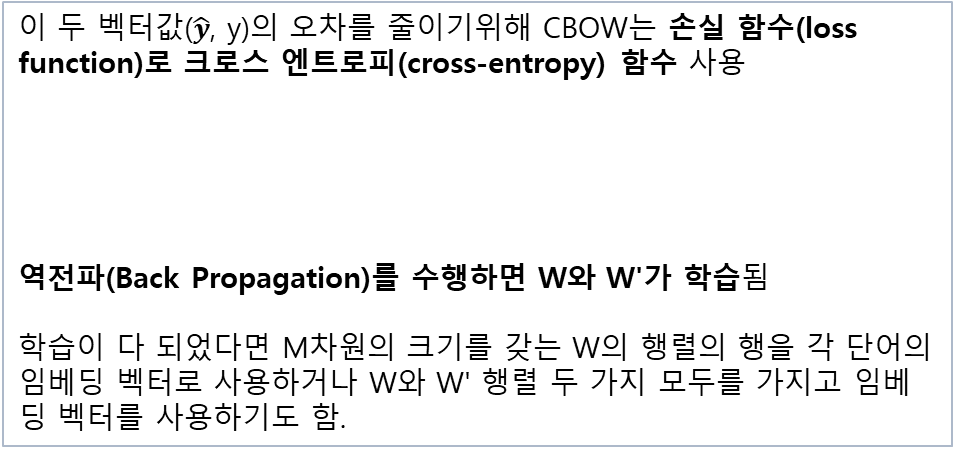 이 두 벡터값(ŷ, y)의 오차를 줄이기위해 CBOW는 손실 함수(loss
function)로 크로스 엔트로피(cross-entropy) 함수 사용
역전파(Back Propagation)를 수행하면 W와 W'가 학습됨
학습이 다 되었다면 M차원의 크기를 갖는 W의 행렬의 행을 각 단어의
임베딩 벡터로 사용하거나 W와 W' 행렬 두 가지 모두를 가지고 임베
딩 벡터를 사용하기도 함.